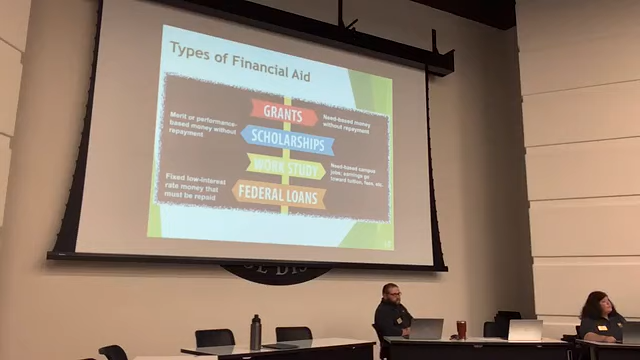 Types of Financial Aid
GRANTS
Need-based money
without repayment
Merit or performance-
based money without
repayment
SCHOLARSHIPS
WORK STUDY
Need-based campus
jobs; earnings go
toward tuition, fees, etc.
Fixed low-interest
rate money that
must be repaid
FEDERAL LOANS